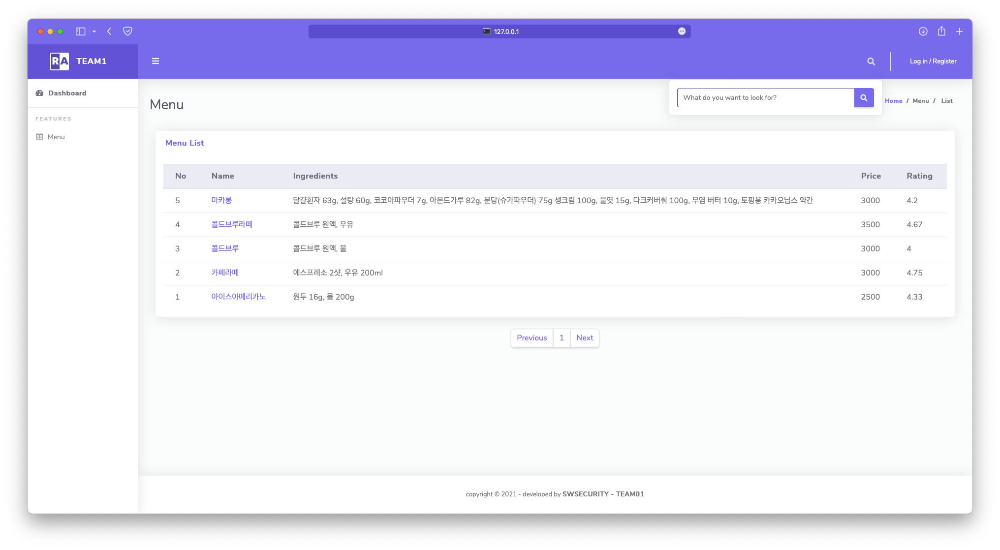 127.0.0.1
RA TEAM1
Log in / Register
Dashboard
FEATURES
Menu
Menu
What do you want to look for?
Home / Menu / List
Menu List
No Name Ingredients Price Rating
5 마카롱 달걀흰자 63g, 설탕 60g, 코코아파우더 7g, 아몬드가루 82g, 분당(슈가파우더) 75g 생크림 100g, 물엿 15g, 다크커버춰 100g, 무염 버터 10g, 토핑용 카카오닙스 약간 3000 4.2
4 콜드브루라떼 콜드브루 원액, 우유 3500 4.67
3 콜드브루 콜드브루 원액, 물 3000 4
2 카페라떼 에스프레소 2샷, 우유 200ml 3000 4.75
1 아이스아메리카노 원두 16g, 물 200g 2500 4.33
Previous 1 Next
copyright © 2021 - developed by SWSECURITY - TEAM01